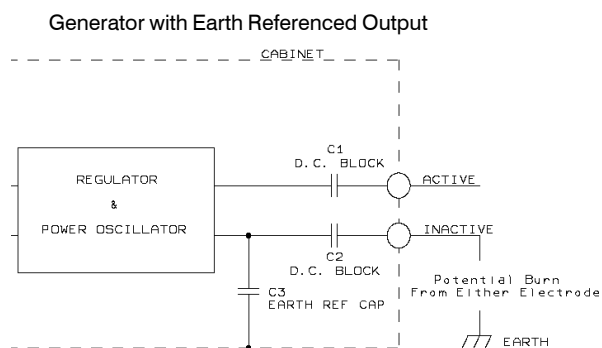 Generator with Earth Referenced Output
CABINET
C1
D.C. BLOCK
REGULATOR
&
POWER OSCILLATOR
ACTIVE
INACTIVE
C2
D.C. BLOCK
C3
EARTH REF CAP
Potential Burn
From Either Electrode
EARTH